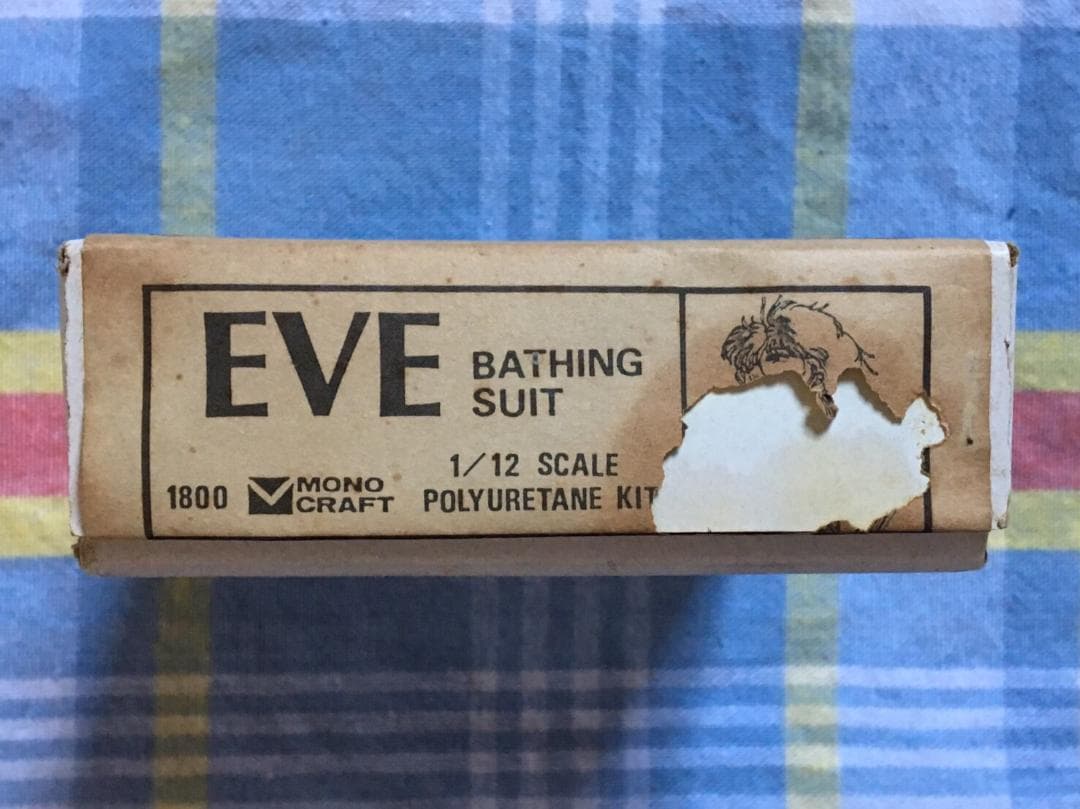 EVE BATHING
SUIT
1/12 SCALE
1800 MONO
CRAFT POLYURETANE KIT